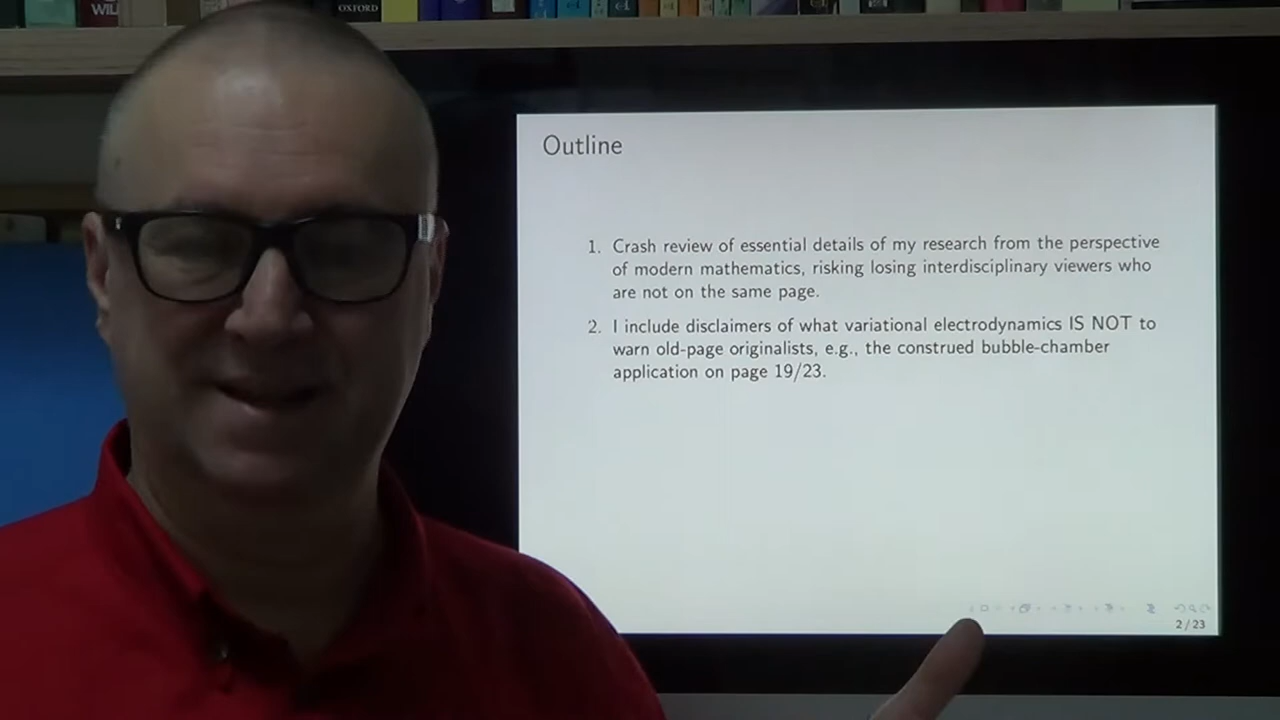 WIL
OXFORD
Outline
1. Crash review of essential details of my research from the perspective
of modern mathematics, risking losing interdisciplinary viewers who
are not on the same page.
2. I include disclaimers of what variational electrodynamics IS NOT to
warn old-page originalists, e.g., the construed bubble-chamber
application on page 19/23.
2 / 23